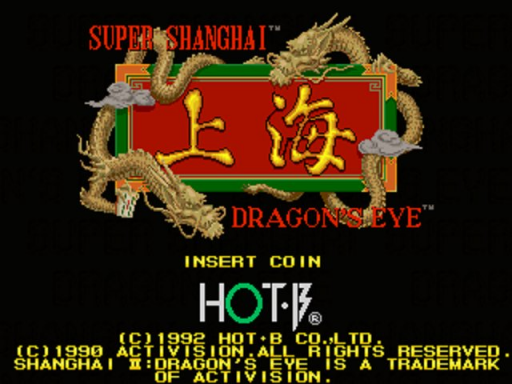 SUPER SHANGHAI™
上海
DRAGON'S EYE™
INSERT COIN
HOT·B®
(C)1992 HOT·B CO.,LTD.
(C)1990 ACTIVISION.ALL RIGHTS RESERVED.
SHANGHAI II:DRAGON'S EYE IS A TRADEMARK
OF ACTIVISION.